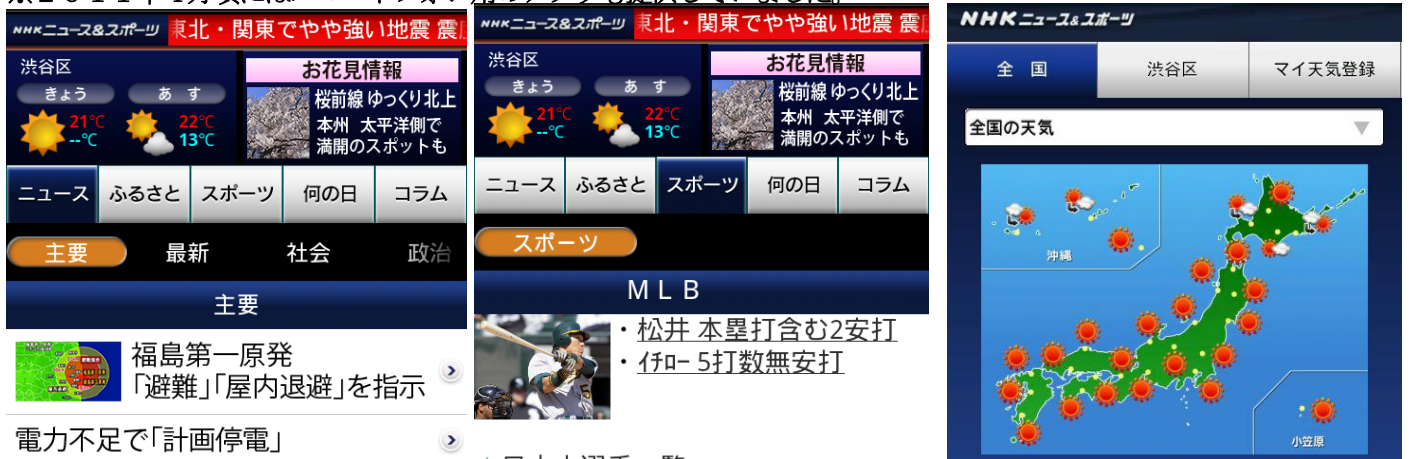 NHKニュース&スポーツ
東北・関東でやや強い地震 震
渋谷区
きょう
あす
21℃
--℃
22℃
13℃
お花見情報
桜前線 ゆっくり北上
本州 太平洋側で
満開のスポットも
ニュース
ふるさと
スポーツ
何の日
コラム
主要
最新
社会
政治
主要
福島第一原発
「避難」「屋内退避」を指示
電力不足で「計画停電」
NHKニュース&スポーツ
東北・関東でやや強い地震 震
渋谷区
きょう
あす
21℃
--℃
22℃
13℃
お花見情報
桜前線 ゆっくり北上
本州 太平洋側で
満開のスポットも
ニュース
ふるさと
スポーツ
何の日
コラム
スポーツ
MLB
・松井 本塁打含む2安打
・ｲﾁﾛｰ 5打数無安打
NHKニュース&スポーツ
全国
渋谷区
マイ天気登録
全国の天気
沖縄
小笠原